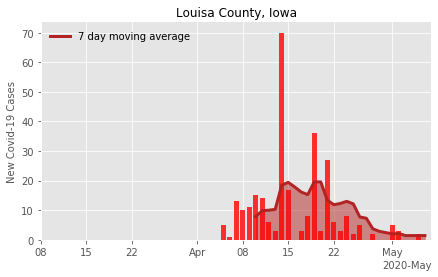 Louisa County, Iowa
7 day moving average
New Covid-19 Cases
70
60
50
40
30
20
10
0
08 15 22 Apr 08 15 22 May
2020-May